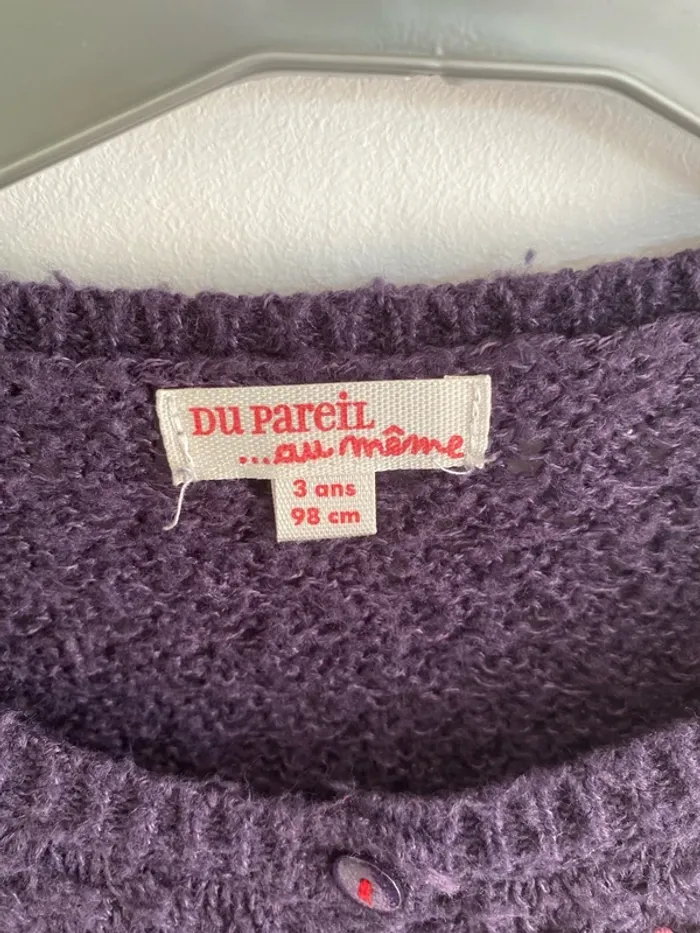 DU PAREIL
...au même
3 ans
98 cm